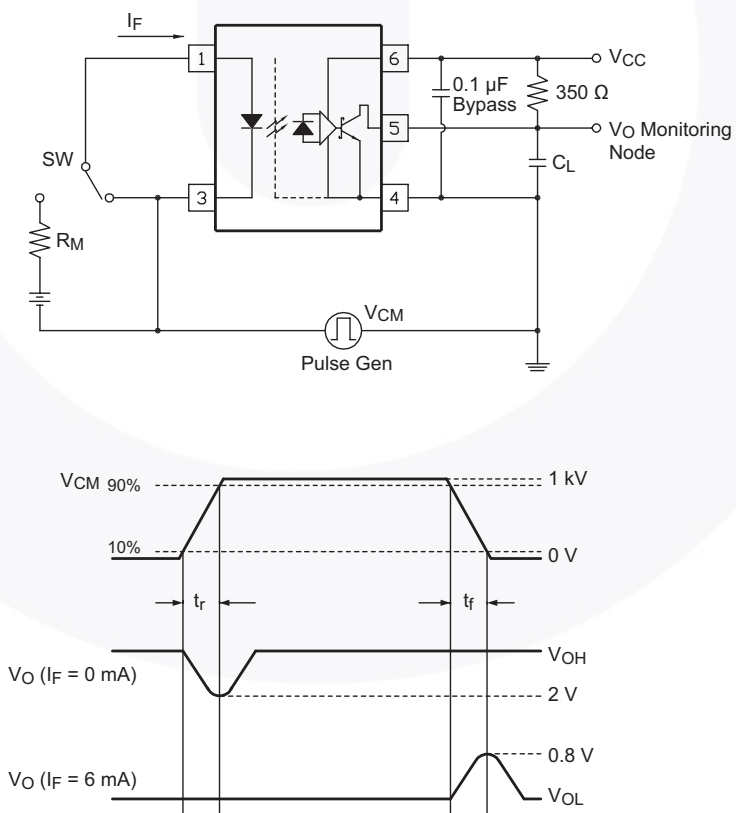 IF
1
6
VCC
0.1 µF
Bypass
350 Ω
5
VO Monitoring
Node
SW
CL
3
4
RM
VCM
Pulse Gen
VCM 90%
1 kV
10%
0 V
tr
tf
VO (IF = 0 mA)
VOH
2 V
0.8 V
VO (IF = 6 mA)
VOL